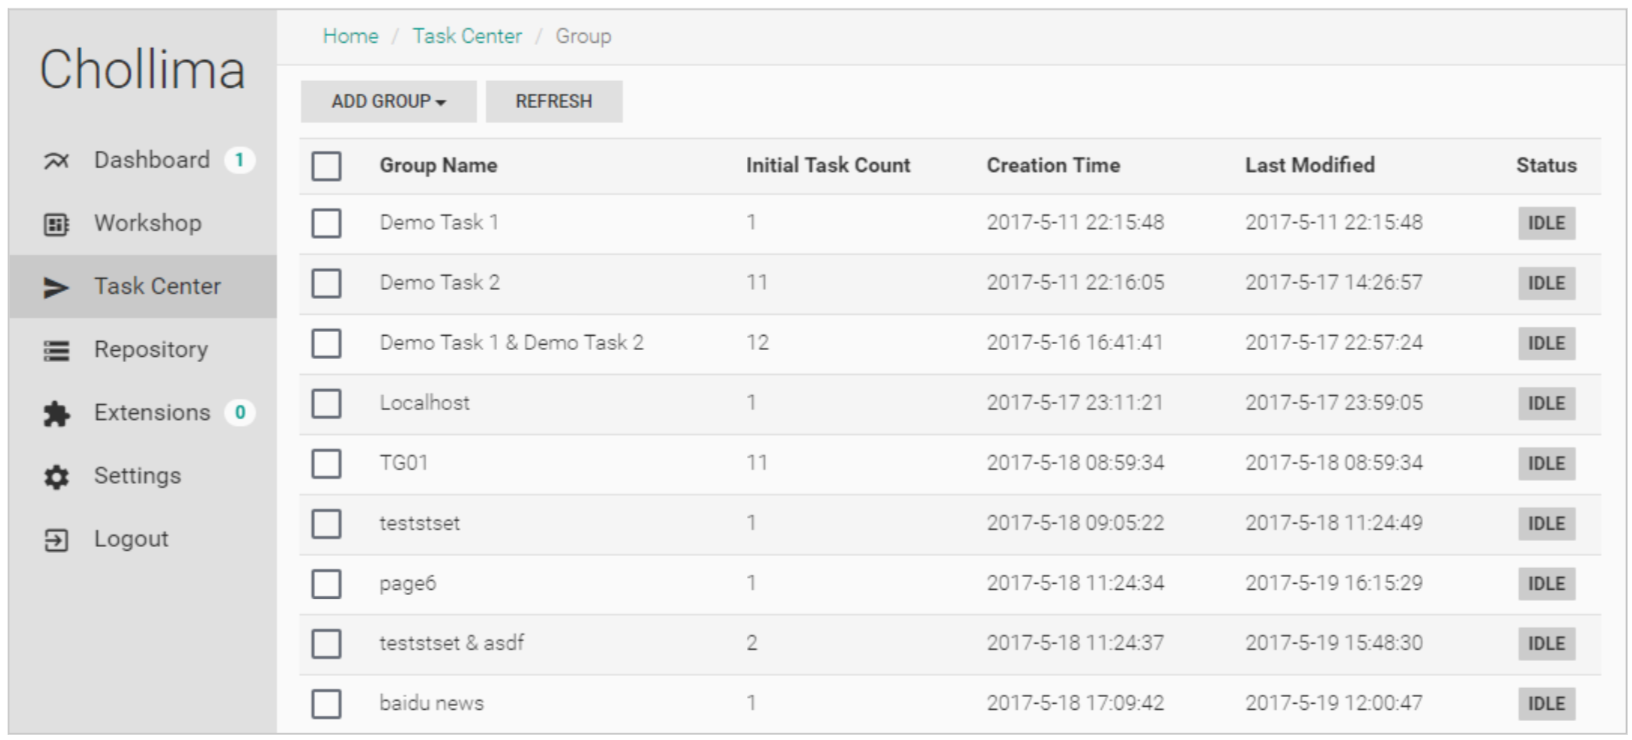 Chollima
Dashboard 1
Workshop
Task Center
Repository
Extensions 0
Settings
Logout
Home / Task Center / Group
ADD GROUP REFRESH
Group Name Initial Task Count Creation Time Last Modified Status
Demo Task 1 1 2017-5-11 22:15:48 2017-5-11 22:15:48 IDLE
Demo Task 2 11 2017-5-11 22:16:05 2017-5-17 14:26:57 IDLE
Demo Task 1 & Demo Task 2 12 2017-5-16 16:41:41 2017-5-17 22:57:24 IDLE
Localhost 1 2017-5-17 23:11:21 2017-5-17 23:59:05 IDLE
TG01 11 2017-5-18 08:59:34 2017-5-18 08:59:34 IDLE
teststset 1 2017-5-18 09:05:22 2017-5-18 11:24:49 IDLE
page6 1 2017-5-18 11:24:34 2017-5-19 16:15:29 IDLE
teststset & asdf 2 2017-5-18 11:24:37 2017-5-19 15:48:30 IDLE
baidu news 1 2017-5-18 17:09:42 2017-5-19 12:00:47 IDLE